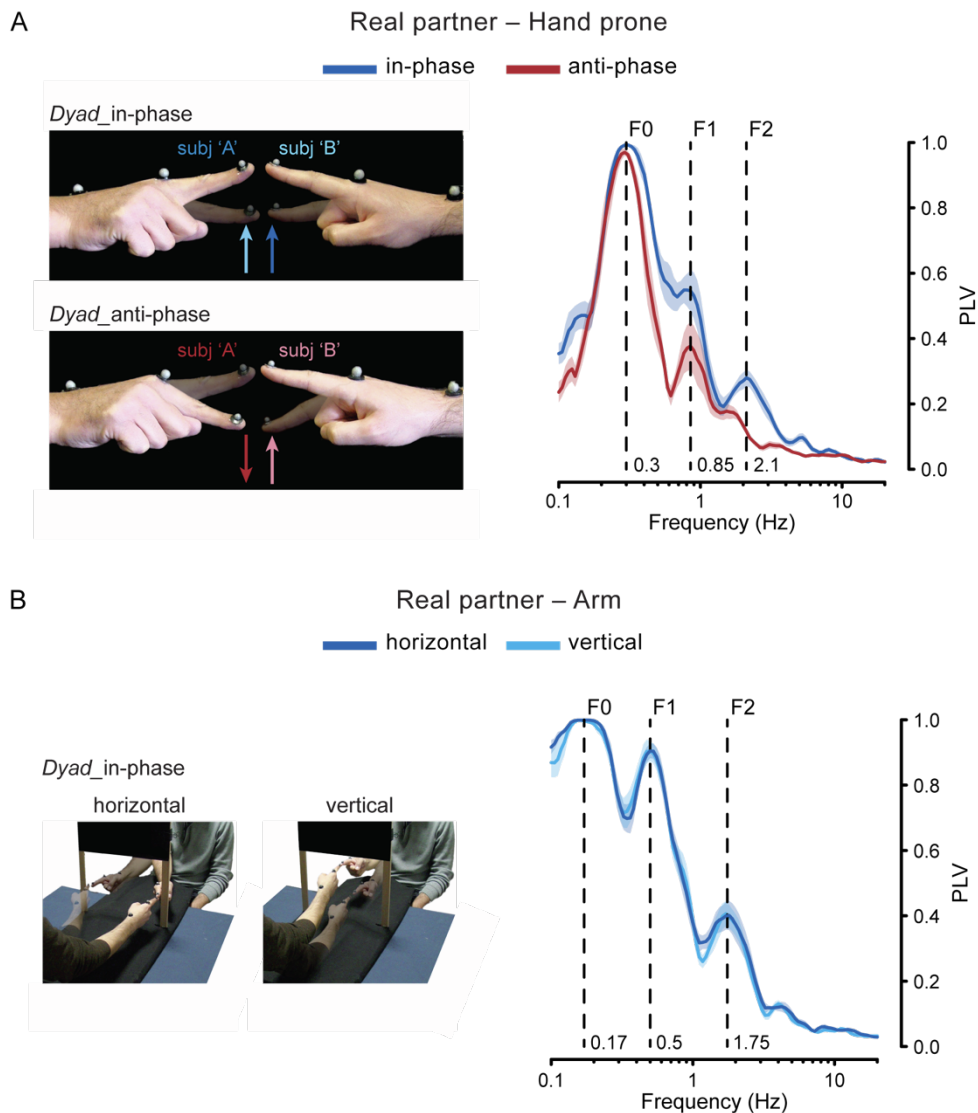 A
Real partner – Hand prone
in-phase anti-phase
Dyad_in-phase
subj ‘A’ subj ‘B’
Dyad_anti-phase
subj ‘A’ subj ‘B’
F0 F1 F2
1.0
0.8
0.6
0.4
0.2
0.0
PLV
0.3 0.85 2.1
0.1 1 10
Frequency (Hz)
B
Real partner – Arm
horizontal vertical
Dyad_in-phase
horizontal vertical
F0 F1 F2
1.0
0.8
0.6
0.4
0.2
0.0
PLV
0.17 0.5 1.75
0.1 1 10
Frequency (Hz)